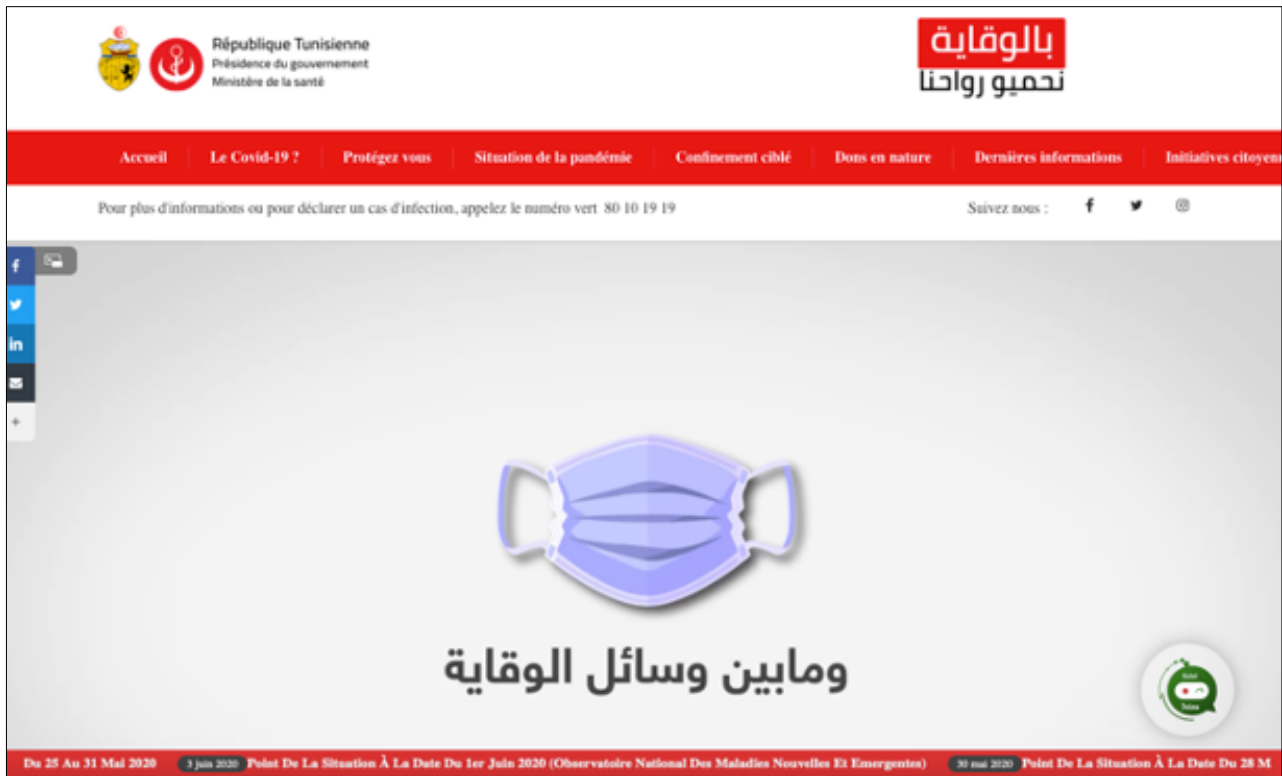 République Tunisienne
Présidence du gouvernement
Ministère de la santé
بالوقاية
نحميو رواحنا
Accueil Le Covid-19 ? Protégez vous Situation de la pandémie Confinement ciblé Dons en nature Dernières informations Initiatives citoyenn
Pour plus d'informations ou pour déclarer un cas d'infection, appelez le numéro vert 80 10 19 19 Suivez nous :
ومابين وسائل الوقاية
Du 25 Au 31 Mai 2020 3 juin 2020 Point De La Situation À La Date Du 1er Juin 2020 (Observatoire National Des Maladies Nouvelles Et Emergentes) 30 mai 2020 Point De La Situation À La Date Du 28 M